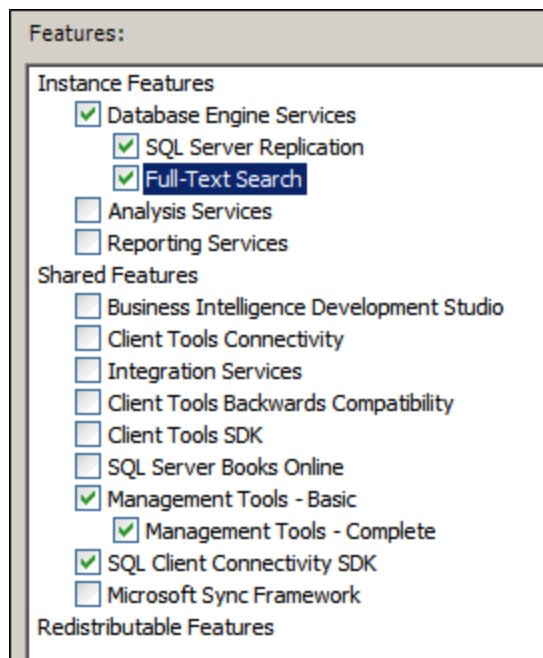 Features:
Instance Features
Database Engine Services
SQL Server Replication
Full-Text Search
Analysis Services
Reporting Services
Shared Features
Business Intelligence Development Studio
Client Tools Connectivity
Integration Services
Client Tools Backwards Compatibility
Client Tools SDK
SQL Server Books Online
Management Tools - Basic
Management Tools - Complete
SQL Client Connectivity SDK
Microsoft Sync Framework
Redistributable Features